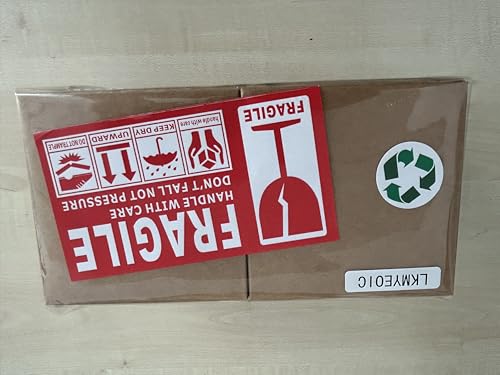 FRAGILE
HANDLE WITH CARE
DON'T FALL NOT PRESSURE
DO NOT TRAMPLE
UPWARD
KEEP DRY
handle with care
FRAGILE
LKMYE01C